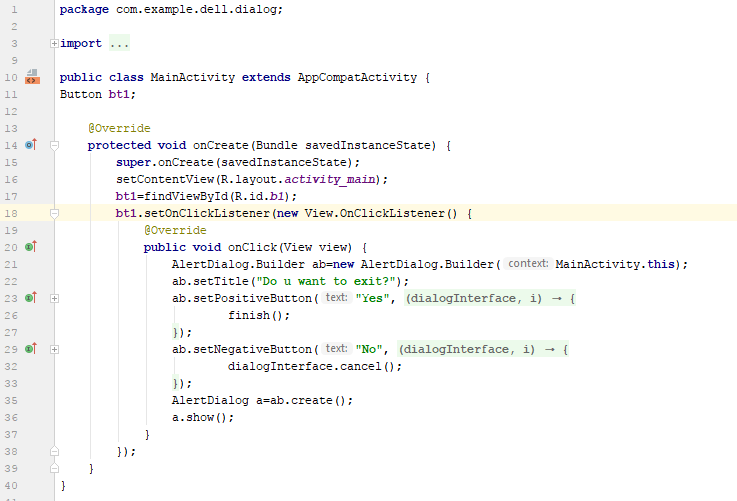 1 package com.example.dell.dialog;
2
3 import ...
9
10 public class MainActivity extends AppCompatActivity {
11 Button bt1;
12
13 @Override
14 protected void onCreate(Bundle savedInstanceState) {
15 super.onCreate(savedInstanceState);
16 setContentView(R.layout.activity_main);
17 bt1=findViewById(R.id.b1);
18 bt1.setOnClickListener(new View.OnClickListener() {
19 @Override
20 public void onClick(View view) {
21 AlertDialog.Builder ab=new AlertDialog.Builder( context: MainActivity.this);
22 ab.setTitle("Do u want to exit?");
23 ab.setPositiveButton( text: "Yes", (dialogInterface, i) → {
26 finish();
27 });
29 ab.setNegativeButton( text: "No", (dialogInterface, i) → {
32 dialogInterface.cancel();
33 });
35 AlertDialog a=ab.create();
36 a.show();
37 }
38 });
39 }
40 }